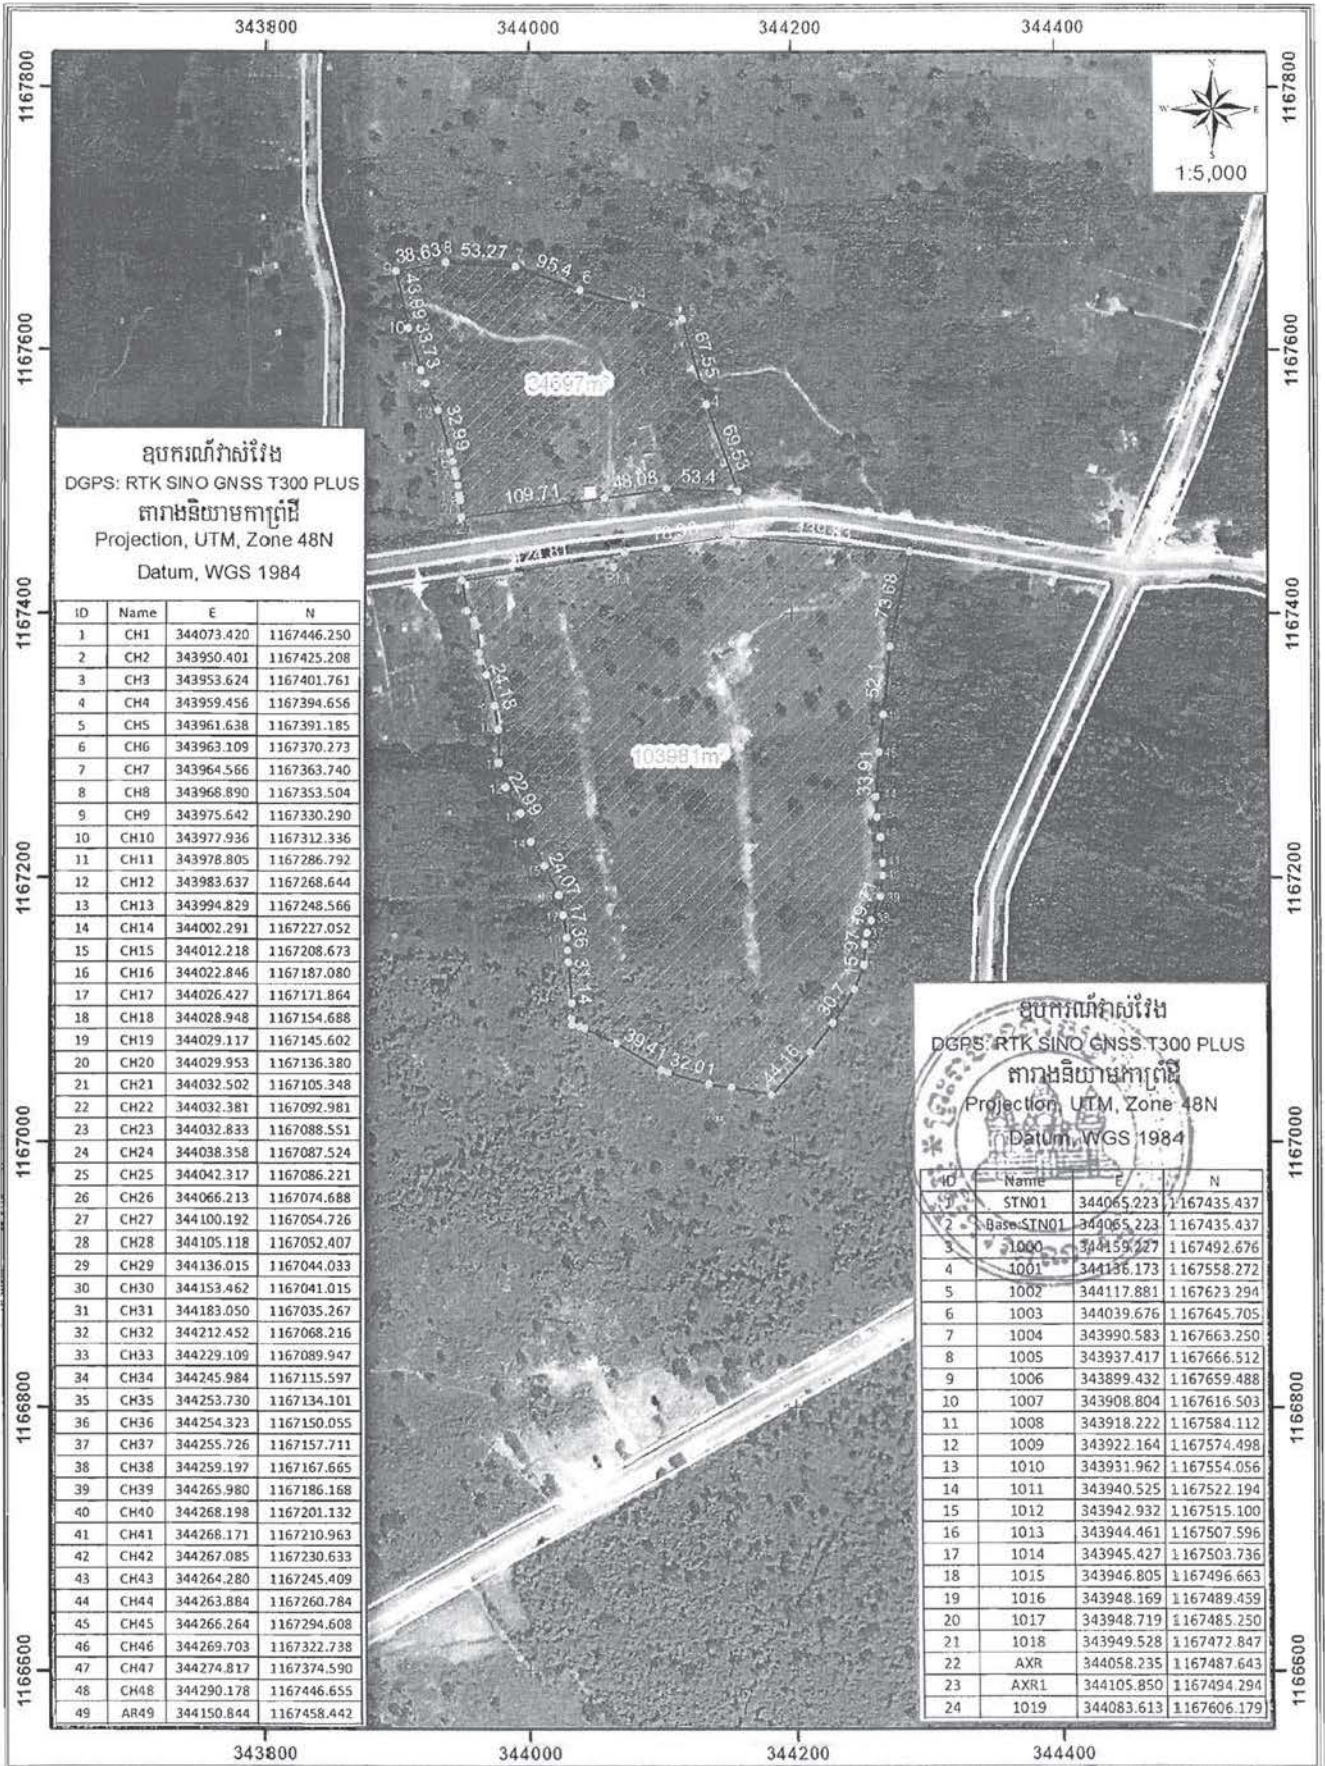 343800 344000 344200 344400
1167800 1167800
N
W E
S
1:5,000
38.63 8 53.27 7 95.4 6
9 43.99 10 33.73 67.55
1167600 1167600
34697m²
13 32.99 4 69.53
109.71 48.08 53.4
ឧបករណ៍វាស់វែង
DGPS: RTK SINO GNSS T300 PLUS
តារាងនិយាមកាព្រំដី
Projection, UTM, Zone 48N
Datum, WGS 1984
ID Name E N
1 CH1 344073.420 1167446.250
2 CH2 343950.401 1167425.208
3 CH3 343953.624 1167401.761
4 CH4 343959.456 1167394.656
5 CH5 343961.638 1167391.185
6 CH6 343963.109 1167370.273
7 CH7 343964.566 1167363.740
8 CH8 343968.890 1167353.504
9 CH9 343975.642 1167330.290
10 CH10 343977.936 1167312.336
11 CH11 343978.805 1167286.792
12 CH12 343983.637 1167268.644
13 CH13 343994.829 1167248.566
14 CH14 344002.291 1167227.052
15 CH15 344012.218 1167208.673
16 CH16 344022.846 1167187.080
17 CH17 344026.427 1167171.864
18 CH18 344028.948 1167154.688
19 CH19 344029.117 1167145.602
20 CH20 344029.953 1167136.380
21 CH21 344032.502 1167105.348
22 CH22 344032.381 1167092.981
23 CH23 344032.833 1167088.551
24 CH24 344038.358 1167087.524
25 CH25 344042.317 1167086.221
26 CH26 344066.213 1167074.688
27 CH27 344100.192 1167054.726
28 CH28 344105.118 1167052.407
29 CH29 344136.015 1167044.033
30 CH30 344153.462 1167041.015
31 CH31 344183.050 1167035.267
32 CH32 344212.452 1167068.216
33 CH33 344229.109 1167089.947
34 CH34 344245.984 1167115.597
35 CH35 344253.730 1167134.101
36 CH36 344254.323 1167150.055
37 CH37 344255.726 1167157.711
38 CH38 344259.197 1167167.665
39 CH39 344265.980 1167186.168
40 CH40 344268.198 1167201.132
41 CH41 344268.171 1167210.963
42 CH42 344267.085 1167230.633
43 CH43 344264.280 1167245.409
44 CH44 344263.884 1167260.784
45 CH45 344266.264 1167294.608
46 CH46 344269.703 1167322.738
47 CH47 344274.817 1167374.590
48 CH48 344290.178 1167446.655
49 AR49 344150.844 1167458.442
124.81 139.83
1167400 1167400
73.68
24.18 52.1
103981m²
33.91
12 22.99
14
1167200 1167200
24.07
17.36 19.71
31.14 15.97
30.7
39.41 32.01 44.16
1167000 1167000
ឧបករណ៍វាស់វែង
DGPS: RTK SINO GNSS T300 PLUS
តារាងនិយាមកាព្រំដី
Projection, UTM, Zone 48N
Datum, WGS 1984
ID Name E N
1 STN01 344065.223 1167435.437
2 Base:STN01 344065.223 1167435.437
3 1000 344159.227 1167492.676
4 1001 344136.173 1167558.272
5 1002 344117.881 1167623.294
6 1003 344039.676 1167645.705
7 1004 343990.583 1167663.250
8 1005 343937.417 1167666.512
9 1006 343899.432 1167659.488
10 1007 343908.804 1167616.503
11 1008 343918.222 1167584.112
12 1009 343922.164 1167574.498
13 1010 343931.962 1167554.056
14 1011 343940.525 1167522.194
15 1012 343942.932 1167515.100
16 1013 343944.461 1167507.596
17 1014 343945.427 1167503.736
18 1015 343946.805 1167496.663
19 1016 343948.169 1167489.459
20 1017 343948.719 1167485.250
21 1018 343949.528 1167472.847
22 AXR 344058.235 1167487.643
23 AXR1 344105.850 1167494.294
24 1019 344083.613 1167606.179
1166800 1166800
1166600 1166600
343800 344000 344200 344400